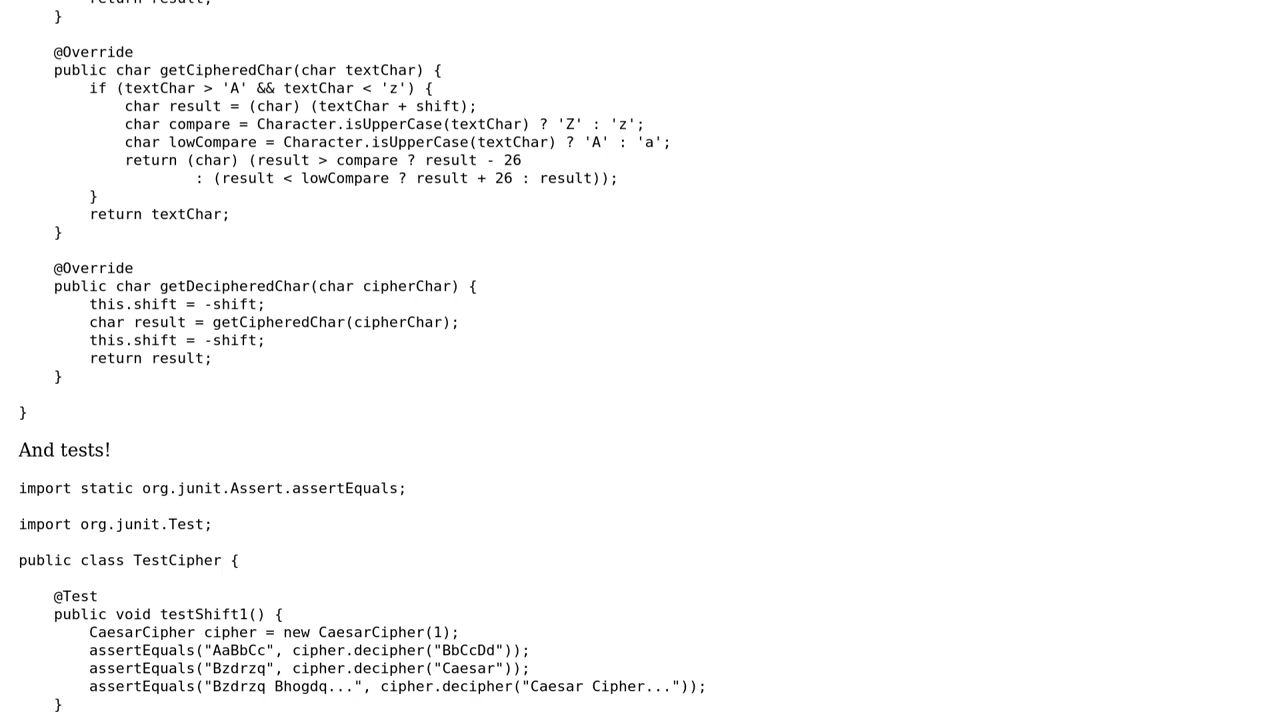 return result;
}
@Override
public char getCipheredChar(char textChar) {
if (textChar > 'A' && textChar < 'z') {
char result = (char) (textChar + shift);
char compare = Character.isUpperCase(textChar) ? 'Z' : 'z';
char lowCompare = Character.isUpperCase(textChar) ? 'A' : 'a';
return (char) (result > compare ? result - 26
: (result < lowCompare ? result + 26 : result));
}
return textChar;
}
@Override
public char getDecipheredChar(char cipherChar) {
this.shift = -shift;
char result = getCipheredChar(cipherChar);
this.shift = -shift;
return result;
}
}
And tests!
import static org.junit.Assert.assertEquals;
import org.junit.Test;
public class TestCipher {
@Test
public void testShift1() {
CaesarCipher cipher = new CaesarCipher(1);
assertEquals("AaBbCc", cipher.decipher("BbCcDd"));
assertEquals("Bzdrzq", cipher.decipher("Caesar"));
assertEquals("Bzdrzq Bhogdq...", cipher.decipher("Caesar Cipher..."));
}